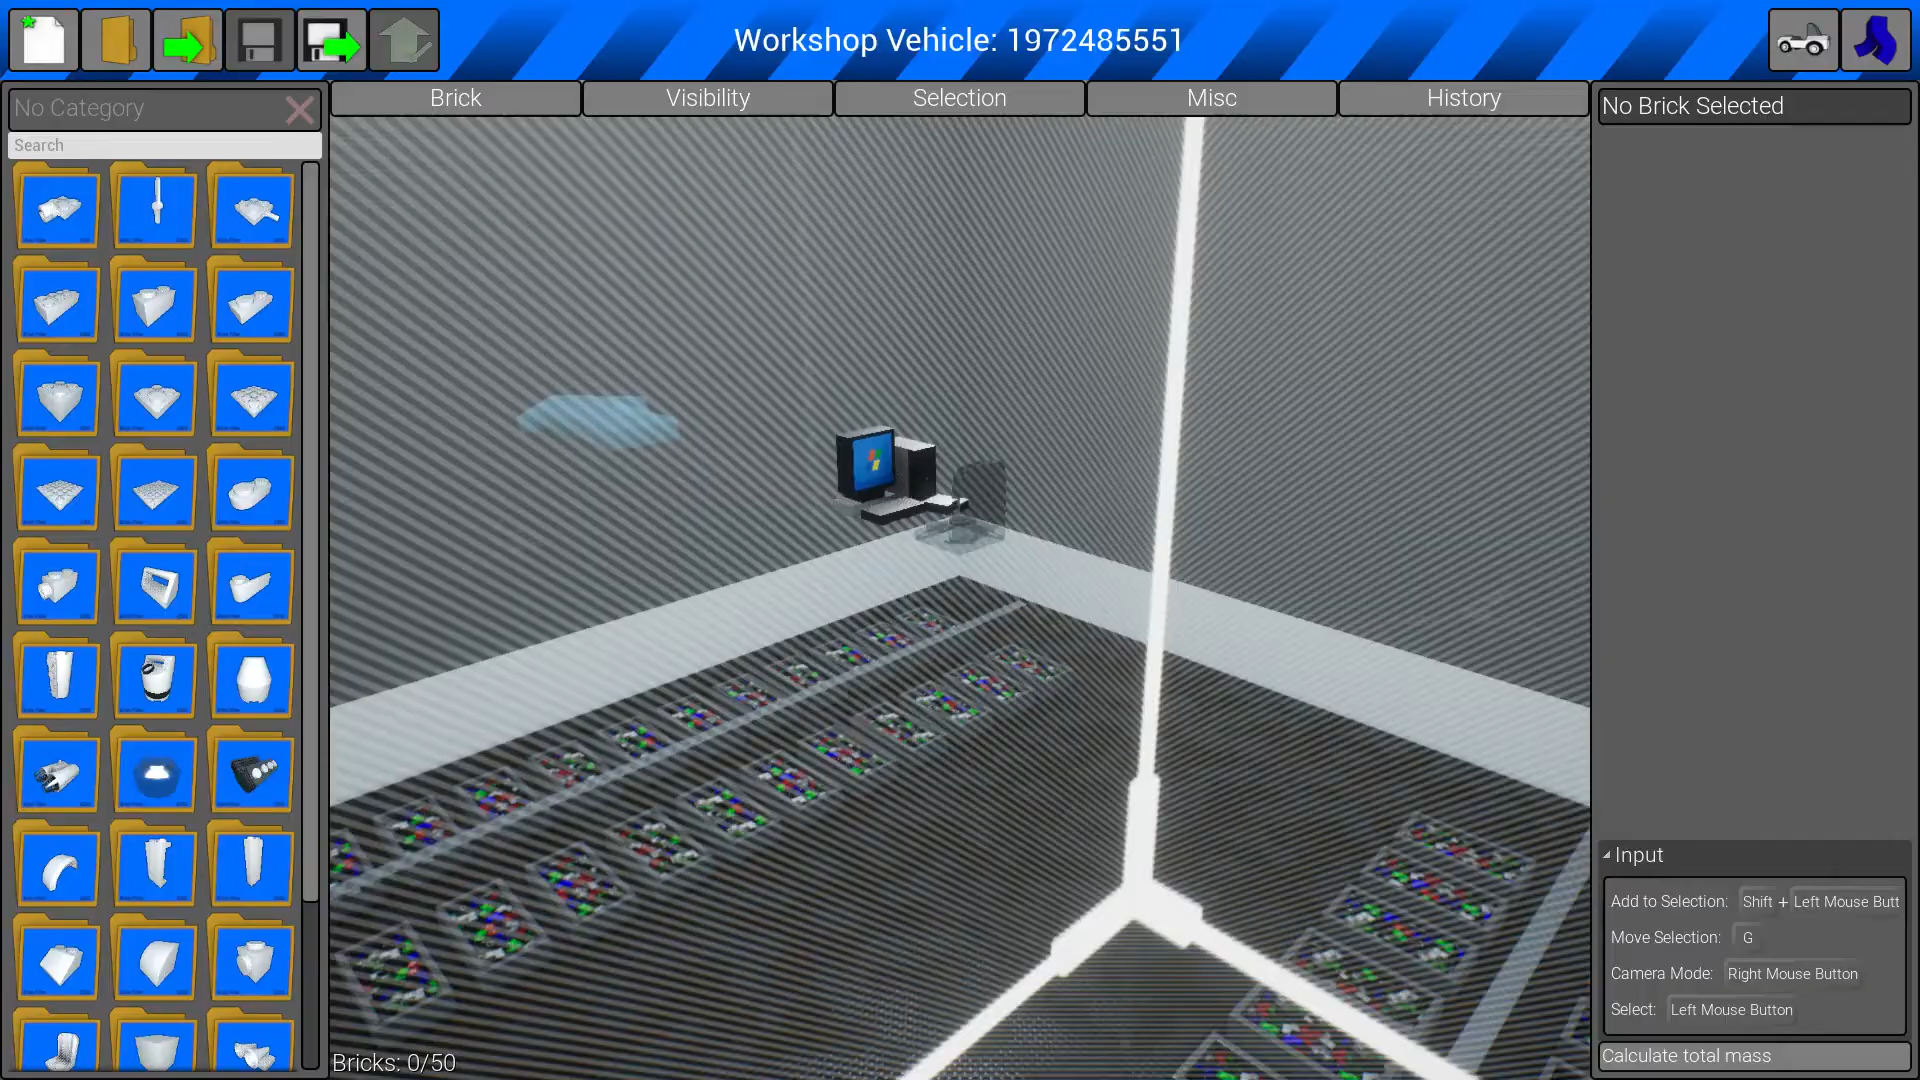 Workshop Vehicle: 1972485551
No Category
Search
Brick
Visibility
Selection
Misc
History
No Brick Selected
Input
Add to Selection: Shift + Left Mouse Butt
Move Selection: G
Camera Mode: Right Mouse Button
Select: Left Mouse Button
Calculate total mass
Bricks: 0/50